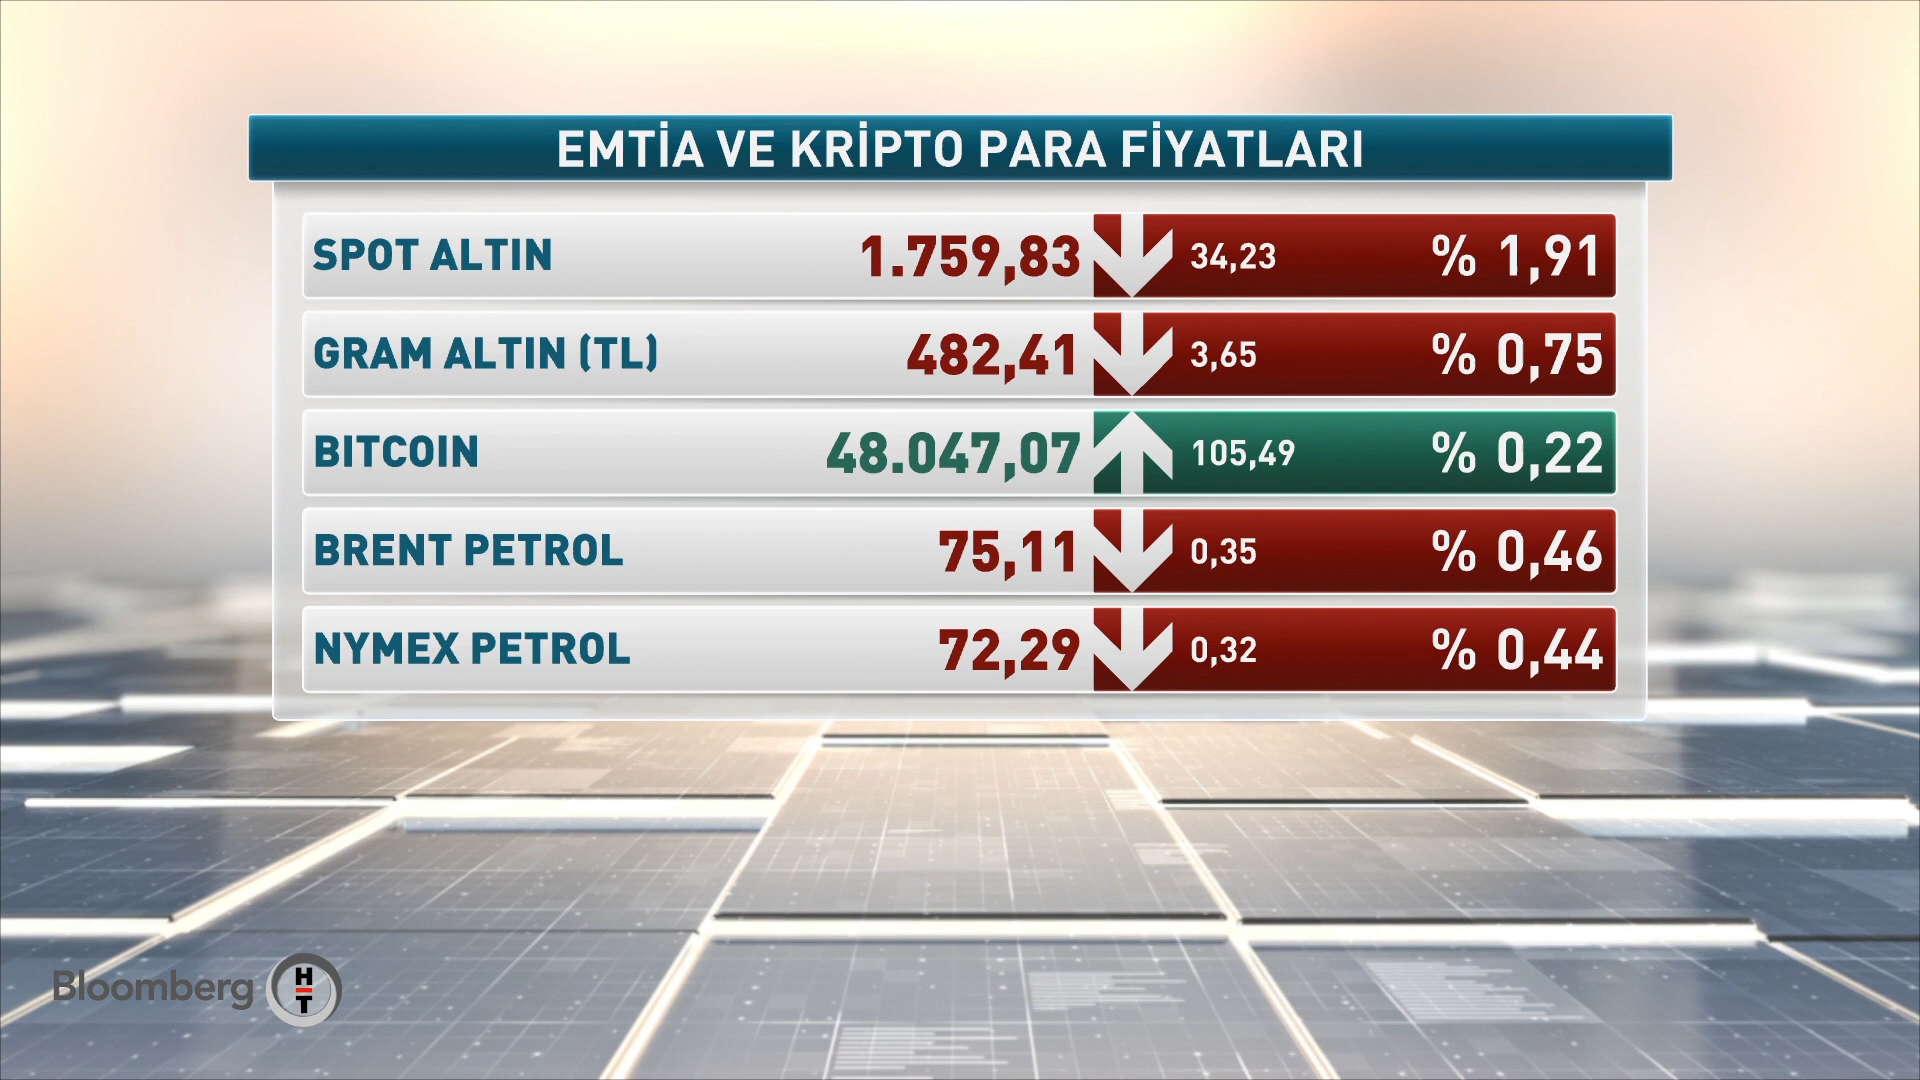 EMTİA VE KRİPTO PARA FİYATLARI
SPOT ALTIN 1.759,83 34,23 % 1,91
GRAM ALTIN (TL) 482,41 3,65 % 0,75
BITCOIN 48.047,07 105,49 % 0,22
BRENT PETROL 75,11 0,35 % 0,46
NYMEX PETROL 72,29 0,32 % 0,44
Bloomberg HT